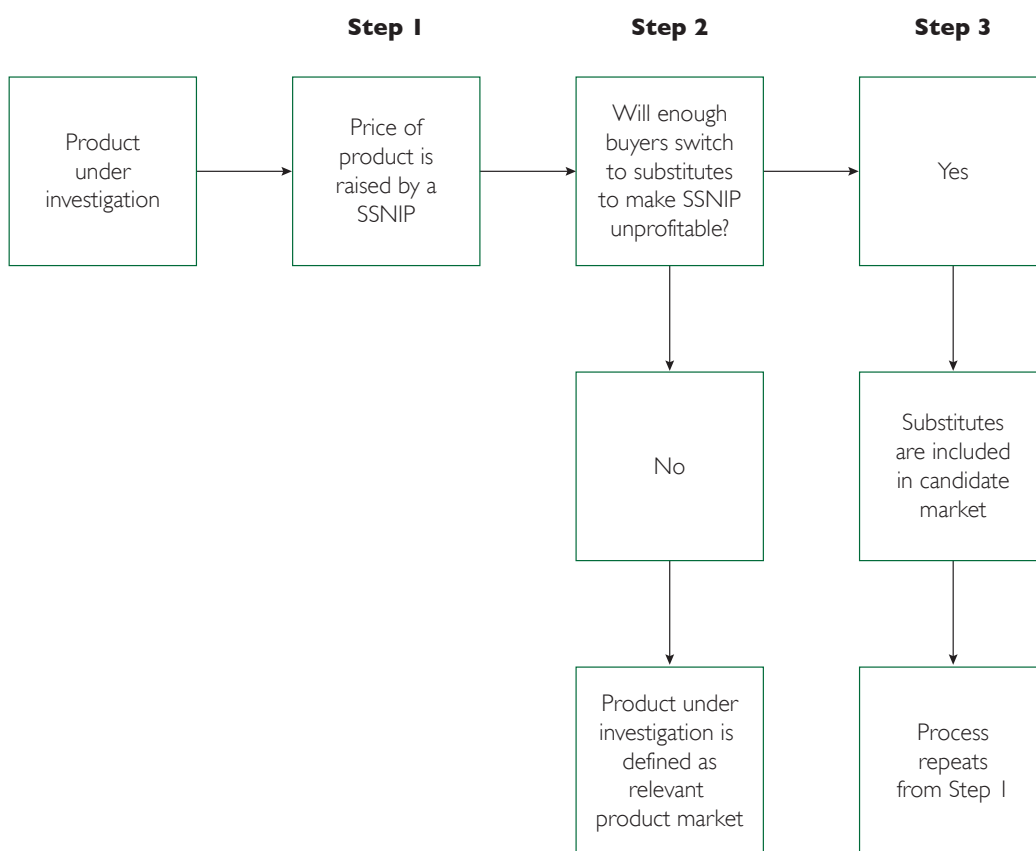 Step 1
Step 2
Step 3
Product
under
investigation
Price of
product is
raised by a
SSNIP
Will enough
buyers switch
to substitutes
to make SSNIP
unprofitable?
Yes
No
Substitutes
are included
in candidate
market
Product under
investigation is
defined as
relevant
product market
Process
repeats
from Step 1